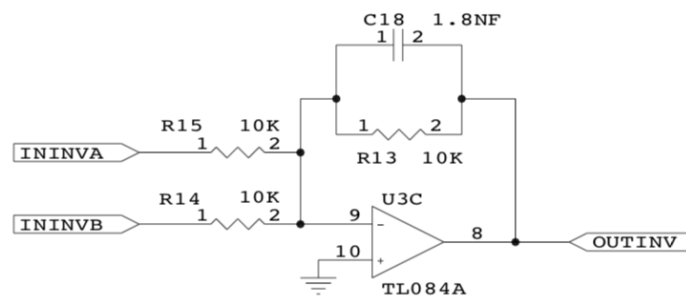 C18 1.8NF
1 2
R15 10K
1 2
1 2
R13 10K
ININVA
R14 10K
1 2
U3C
ININVB
9 -
8
OUTINV
10 +
TL084A